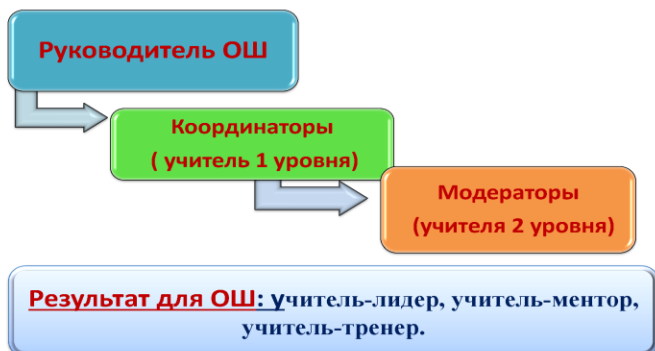 Руководитель ОШ
Координаторы
( учитель 1 уровня)
Модераторы
(учителя 2 уровня)
Результат для ОШ: учитель-лидер, учитель-ментор,
учитель-тренер.